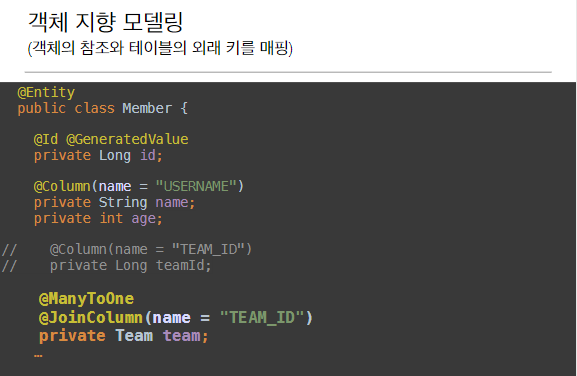 객체 지향 모델링
(객체의 참조와 테이블의 외래 키를 매핑)
@Entity
public class Member {
@Id @GeneratedValue
private Long id;
@Column(name = "USERNAME")
private String name;
private int age;
//    @Column(name = "TEAM_ID")
//    private Long teamId;
@ManyToOne
@JoinColumn(name = "TEAM_ID")
private Team team;
…